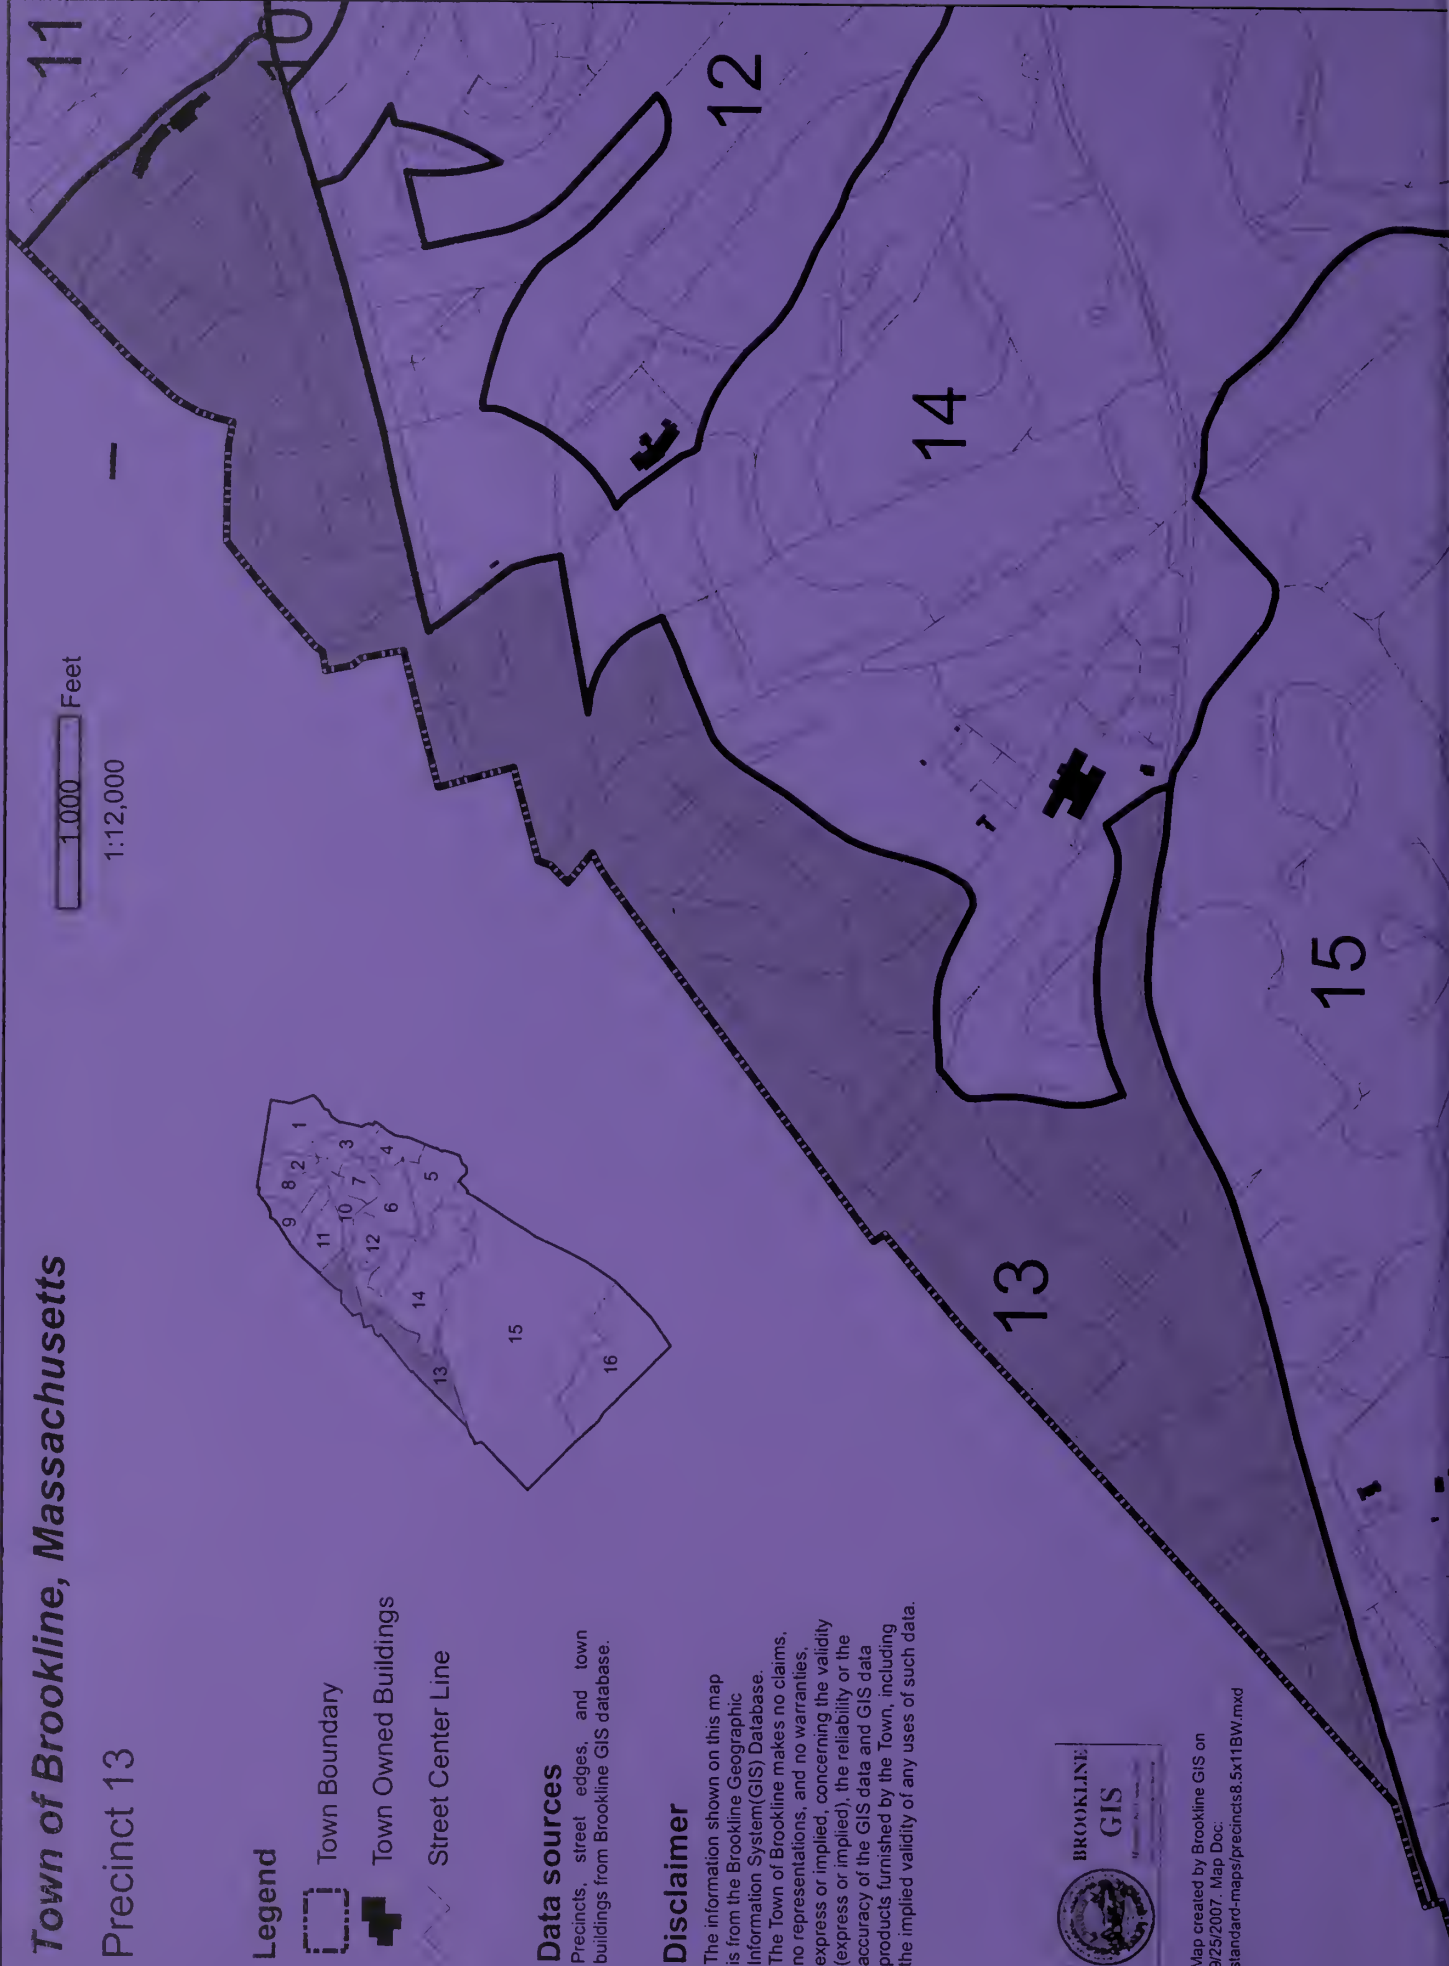 Town of Brookline, Massachusetts
Precinct 13
1,000 Feet
1:12,000
Legend
Town Boundary
Town Owned Buildings
Street Center Line
Data sources
Precincts, street edges, and town
buildings from Brookline GIS database.
Disclaimer
The information shown on this map
is from the Brookline Geographic
Information System(GIS) Database.
The Town of Brookline makes no claims,
no representations, and no warranties,
express or implied, concerning the validity
(express or implied), the reliability or the
accuracy of the GIS data and GIS data
products furnished by the Town, including
the implied validity of any uses of such data.
BROOKLINE
GIS
Map created by Brookline GIS on
9/25/2007. Map Doc:
standard-maps/precincts8.5x11BW.mxd
1
2
3
4
5
6
7
8
9
10
11
12
13
14
15
16
11
10
12
14
13
15